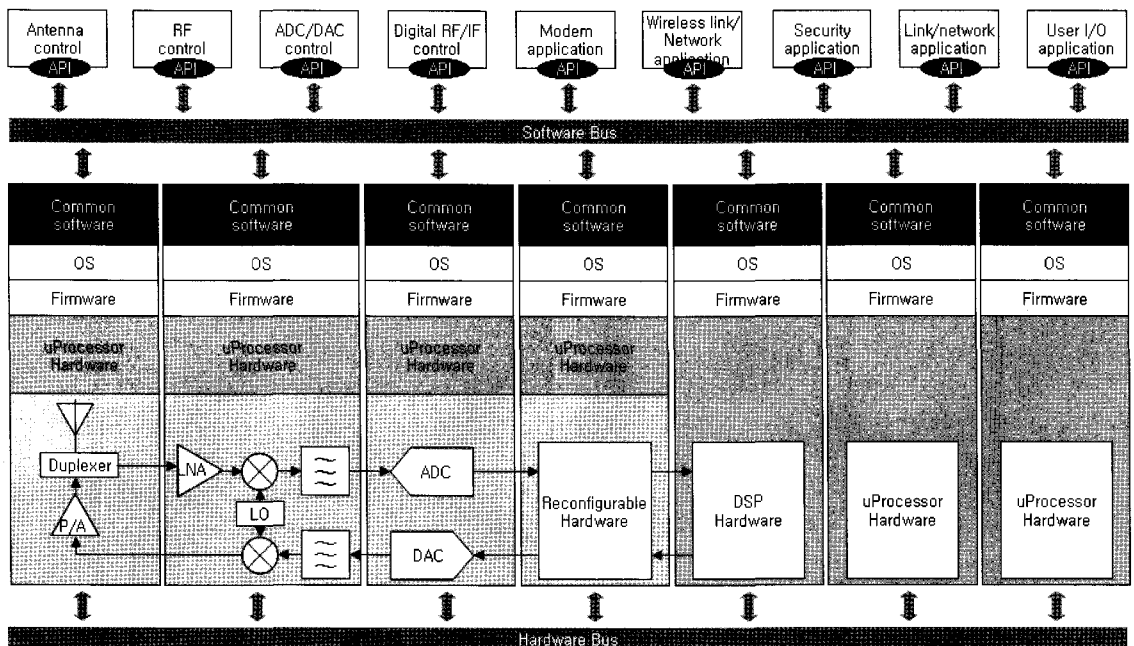 Antenna
control
API
RF
control
API
ADC/DAC
control
API
Digital RF/IF
control
API
Modem
application
API
Wireless link/
Network
application
API
Security
application
API
Link/network
application
API
User I/O
application
API
Software Bus
Common
software
Common
software
Common
software
Common
software
Common
software
Common
software
Common
software
OS
OS
OS
OS
OS
OS
OS
Firmware
Firmware
Firmware
Firmware
Firmware
Firmware
Firmware
uProcessor
Hardware
uProcessor
Hardware
uProcessor
Hardware
uProcessor
Hardware
Duplexer
P/A
LNA
LO
ADC
DAC
Reconfigurable
Hardware
DSP
Hardware
uProcessor
Hardware
uProcessor
Hardware
Hardware Bus